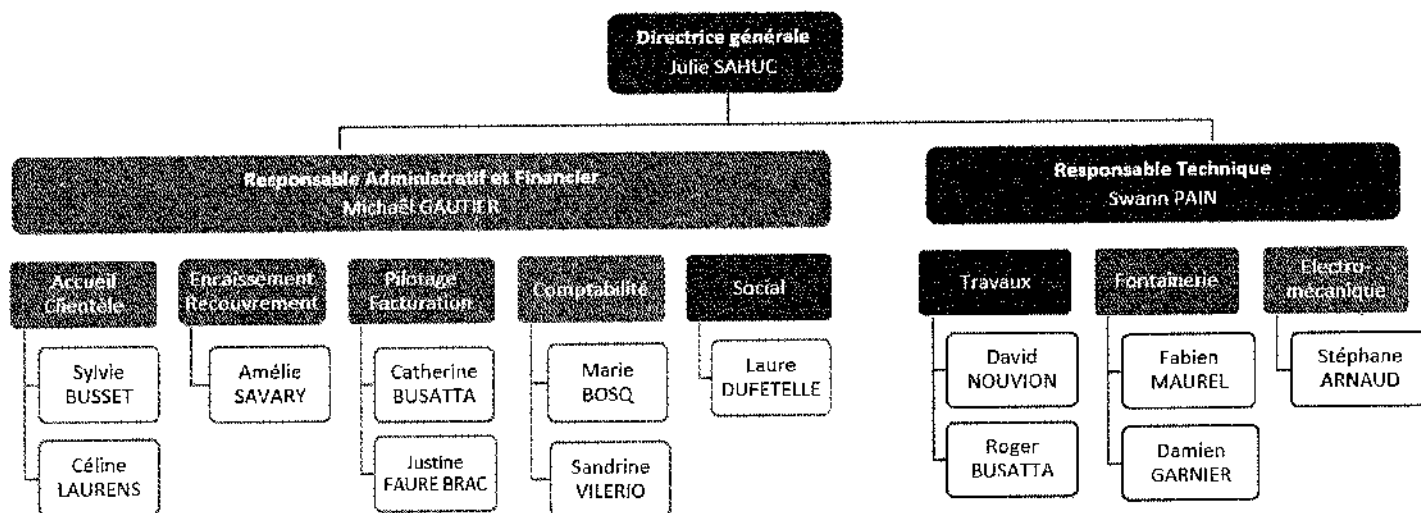 Directrice générale
Julie SAHUC
Responsable Administratif et Financier
Michaël GAUTIER
Responsable Technique
Swann PAIN
Accueil
Clientèle
Encaissement
Recouvrement
Pilotage
Facturation
Comptabilité
Social
Travaux
Fontainerie
Electro-
mécanique
Sylvie
BUSSET
Amélie
SAVARY
Catherine
BUSATTA
Marie
BOSQ
Laure
DUFETELLE
David
NOUVION
Fabien
MAUREL
Stéphane
ARNAUD
Céline
LAURENS
Justine
FAURE BRAC
Sandrine
VILERIO
Roger
BUSATTA
Damien
GARNIER